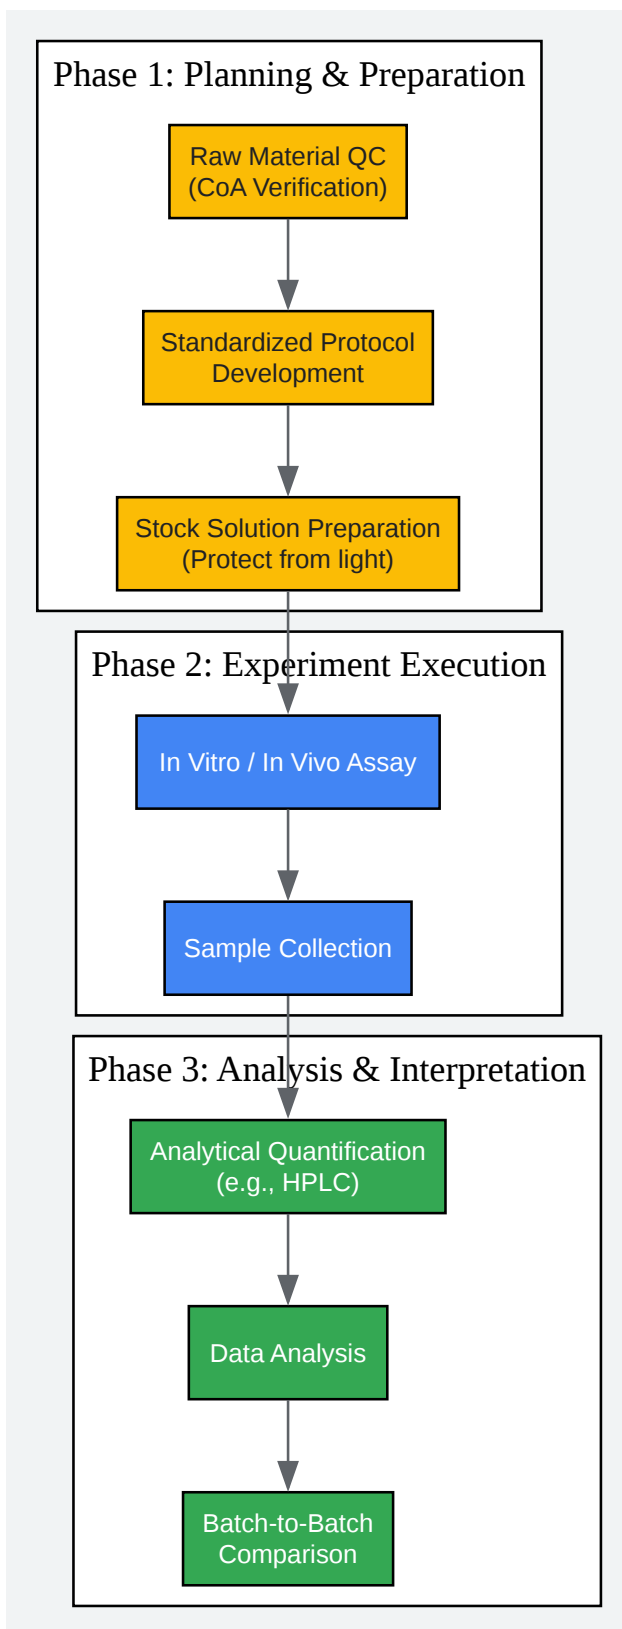 Phase 1: Planning & Preparation
Raw Material QC
(CoA Verification)
Standardized Protocol
Development
Stock Solution Preparation
(Protect from light)
Phase 2: Experiment Execution
In Vitro / In Vivo Assay
Sample Collection
Phase 3: Analysis & Interpretation
Analytical Quantification
(e.g., HPLC)
Data Analysis
Batch-to-Batch
Comparison